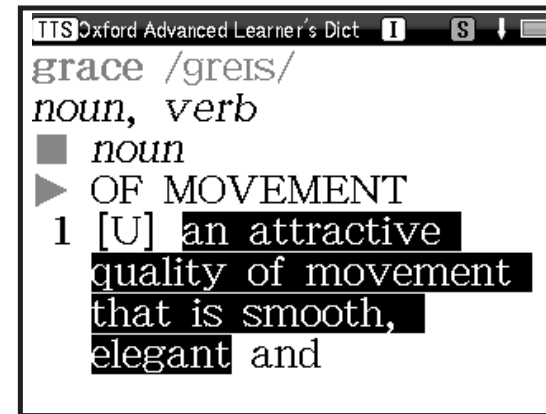 TTS Oxford Advanced Learner's Dict I S
grace /ɡreɪs/
noun, verb
noun
OF MOVEMENT
1 [U] an attractive
quality of movement
that is smooth,
elegant and